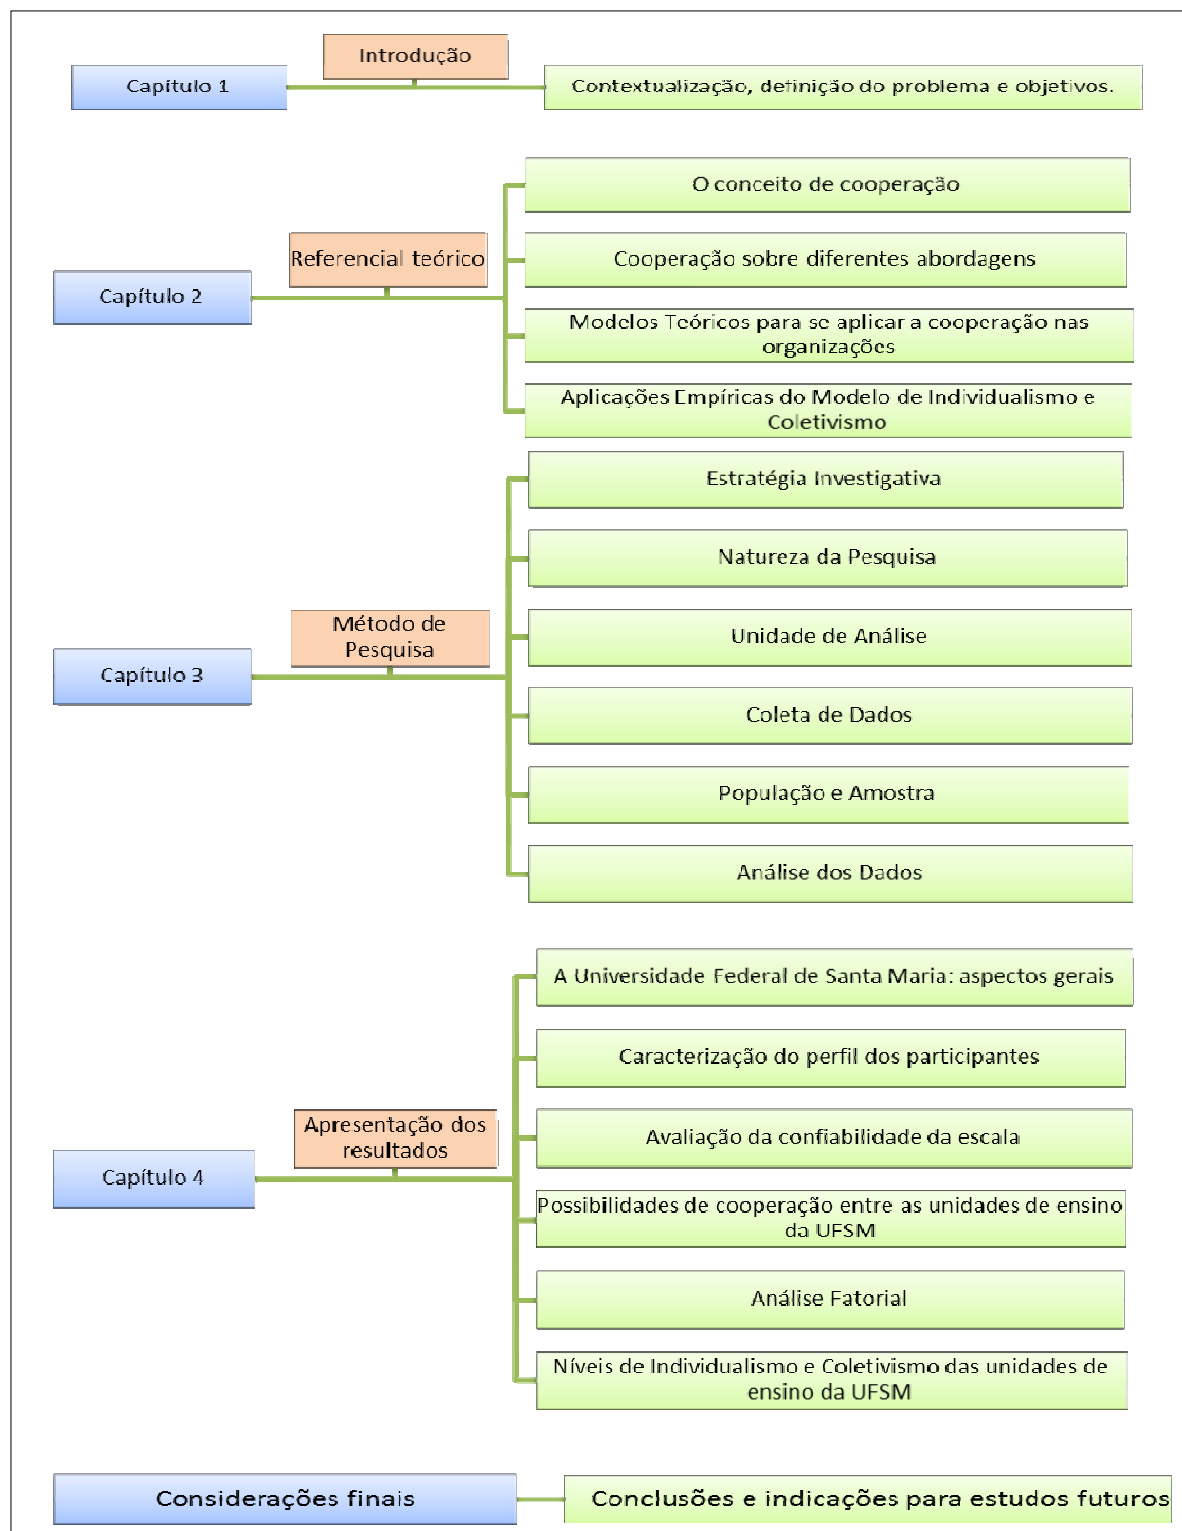 Introdução
Capítulo 1
Contextualização, definição do problema e objetivos.
O conceito de cooperação
Referencial teórico
Cooperação sobre diferentes abordagens
Capítulo 2
Modelos Teóricos para se aplicar a cooperação nas
organizações
Aplicações Empíricas do Modelo de Individualismo e
Coletivismo
Estratégia Investigativa
Natureza da Pesquisa
Método de
Pesquisa
Unidade de Análise
Capítulo 3
Coleta de Dados
População e Amostra
Análise dos Dados
A Universidade Federal de Santa Maria: aspectos gerais
Caracterização do perfil dos participantes
Apresentação dos
resultados
Avaliação da confiabilidade da escala
Capítulo 4
Possibilidades de cooperação entre as unidades de ensino
da UFSM
Análise Fatorial
Níveis de Individualismo e Coletivismo das unidades de
ensino da UFSM
Considerações finais
Conclusões e indicações para estudos futuros